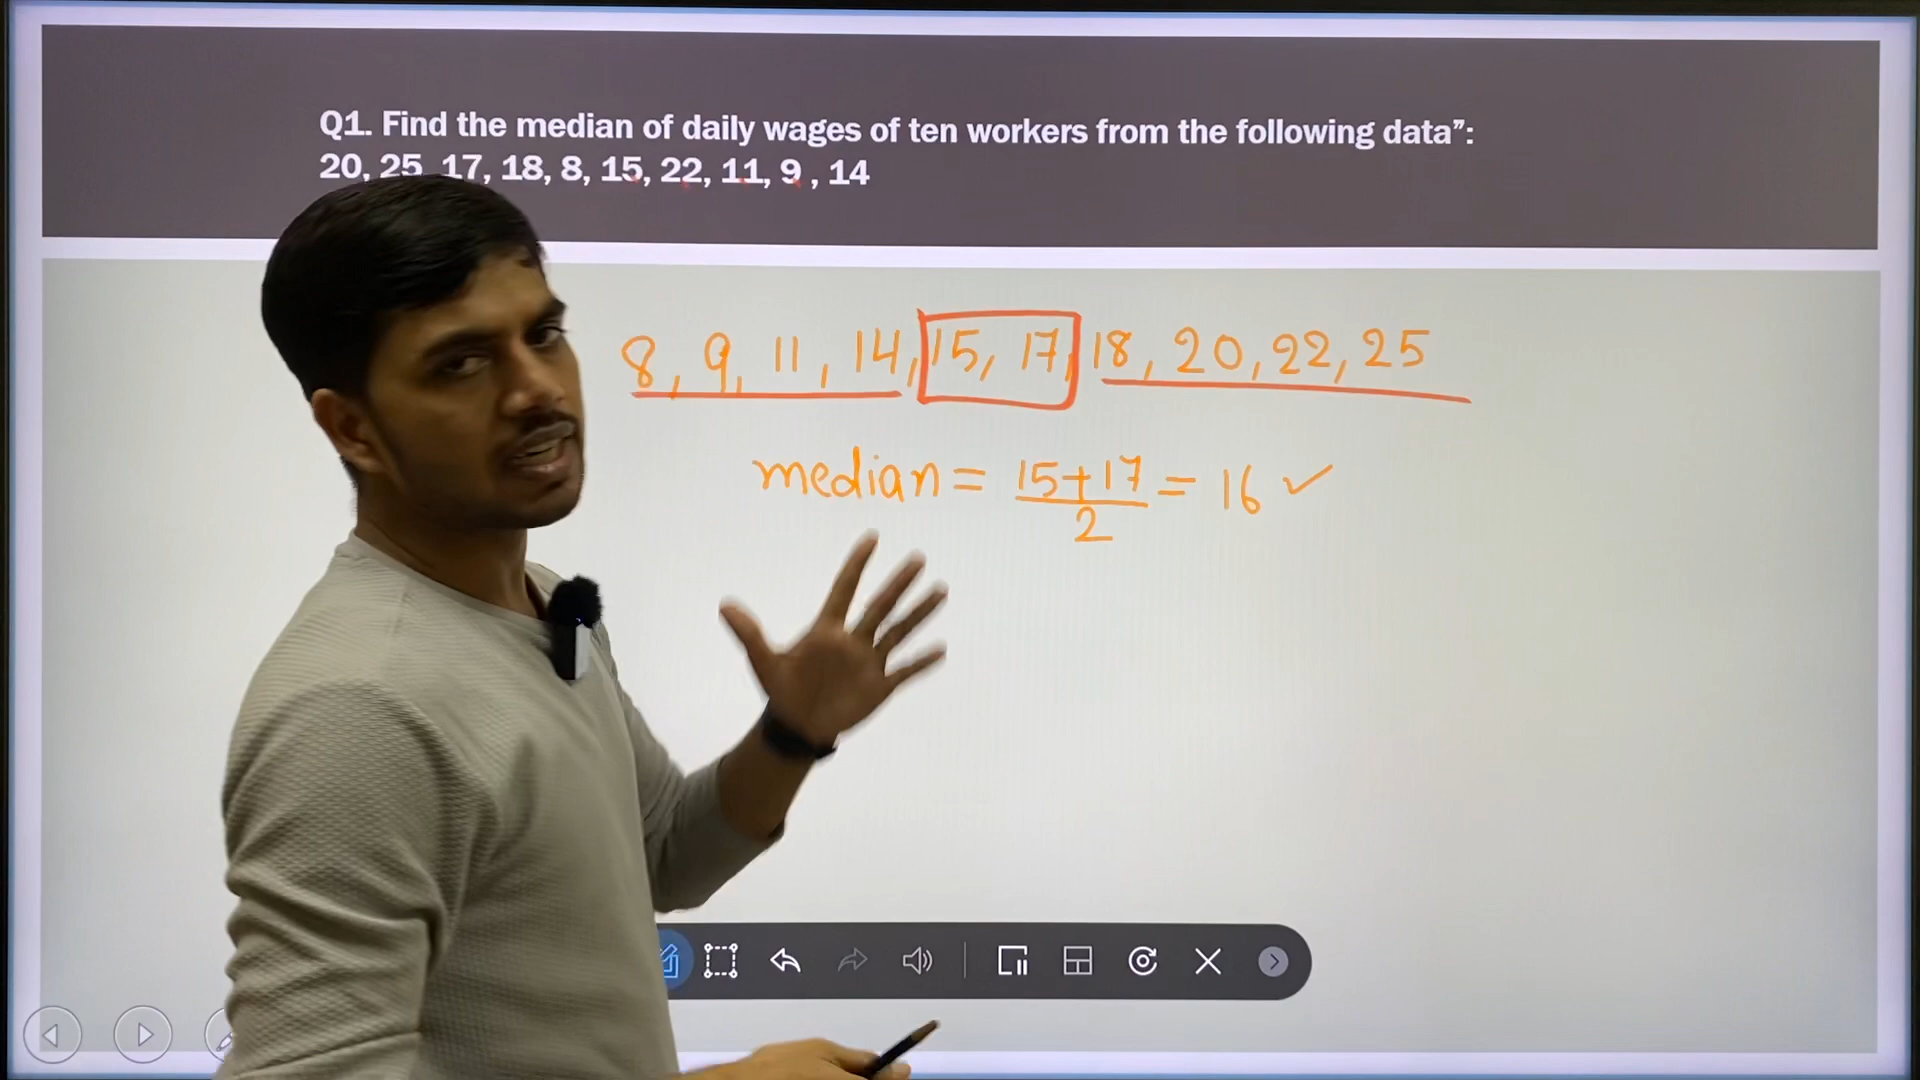 Q1. Find the median of daily wages of ten workers from the following data”:
20, 25, 17, 18, 8, 15, 22, 11, 9 , 14
8, 9, 11, 14, 15, 17, 18, 20, 22, 25
median = 15+17 / 2 = 16 ✓